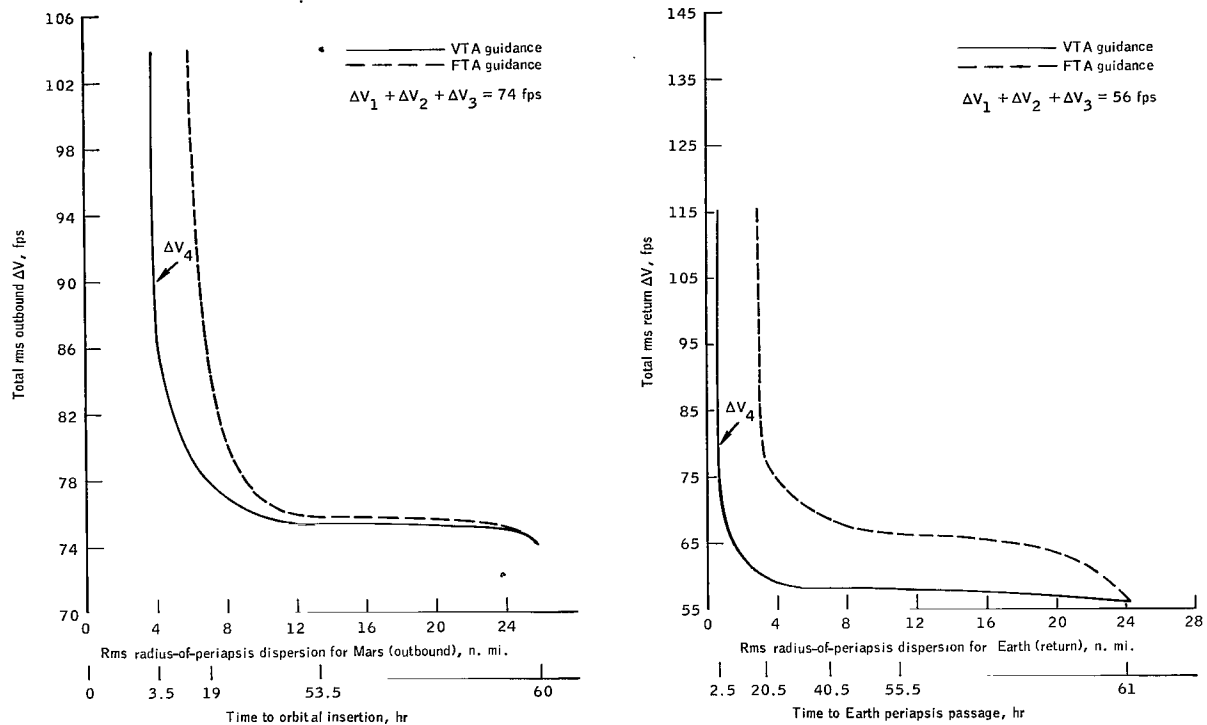 106
102
98
94
90
86
82
78
74
70
Total rms outbound ΔV, fps
VTA guidance
FTA guidance
ΔV1 + ΔV2 + ΔV3 = 74 fps
ΔV4
0 4 8 12 16 20 24
Rms radius-of-periapsis dispersion for Mars (outbound), n. mi.
0 3.5 19 53.5 60
Time to orbital insertion, hr
145
135
125
115
105
95
85
75
65
55
Total rms return ΔV, fps
VTA guidance
FTA guidance
ΔV1 + ΔV2 + ΔV3 = 56 fps
ΔV4
0 4 8 12 16 20 24 28
Rms radius-of-periapsis dispersion for Earth (return), n. mi.
2.5 20.5 40.5 55.5 61
Time to Earth periapsis passage, hr